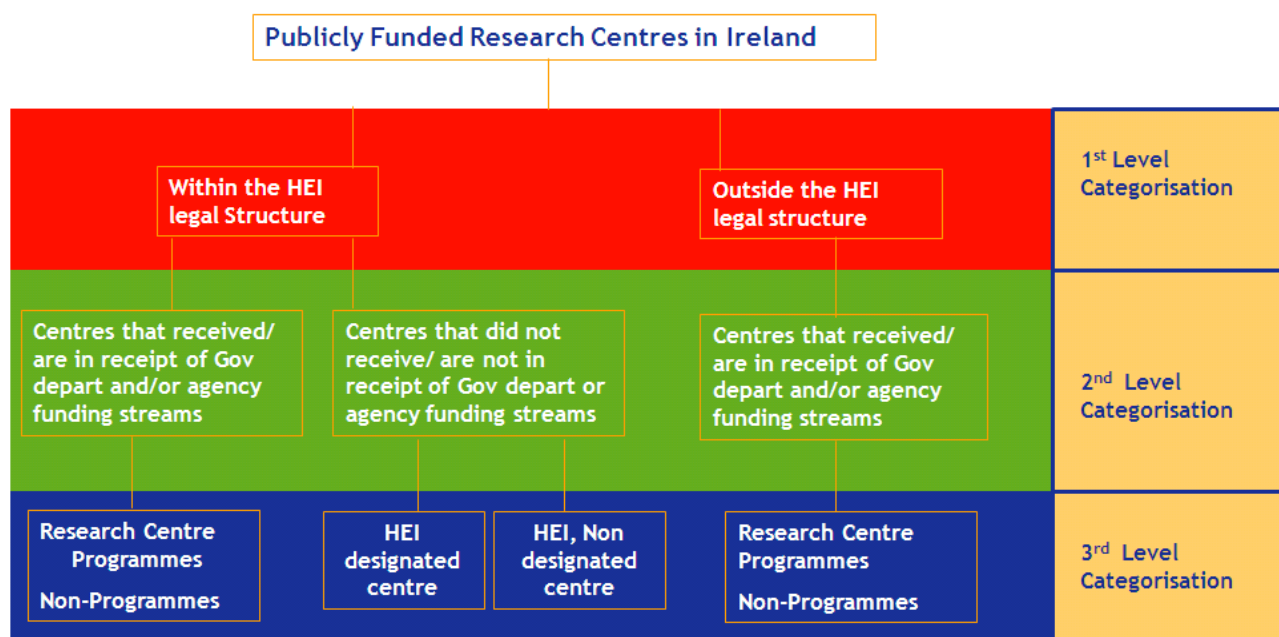 Publicly Funded Research Centres in Ireland
Within the HEI
legal Structure
Outside the HEI
legal structure
1st Level
Categorisation
Centres that received/
are in receipt of Gov
depart and/or agency
funding streams
Centres that did not
receive/ are not in
receipt of Gov depart or
agency funding streams
Centres that received/
are in receipt of Gov
depart and/or agency
funding streams
2nd Level
Categorisation
Research Centre
Programmes
Non-Programmes
HEI
designated
centre
HEI, Non
designated
centre
Research Centre
Programmes
Non-Programmes
3rd Level
Categorisation